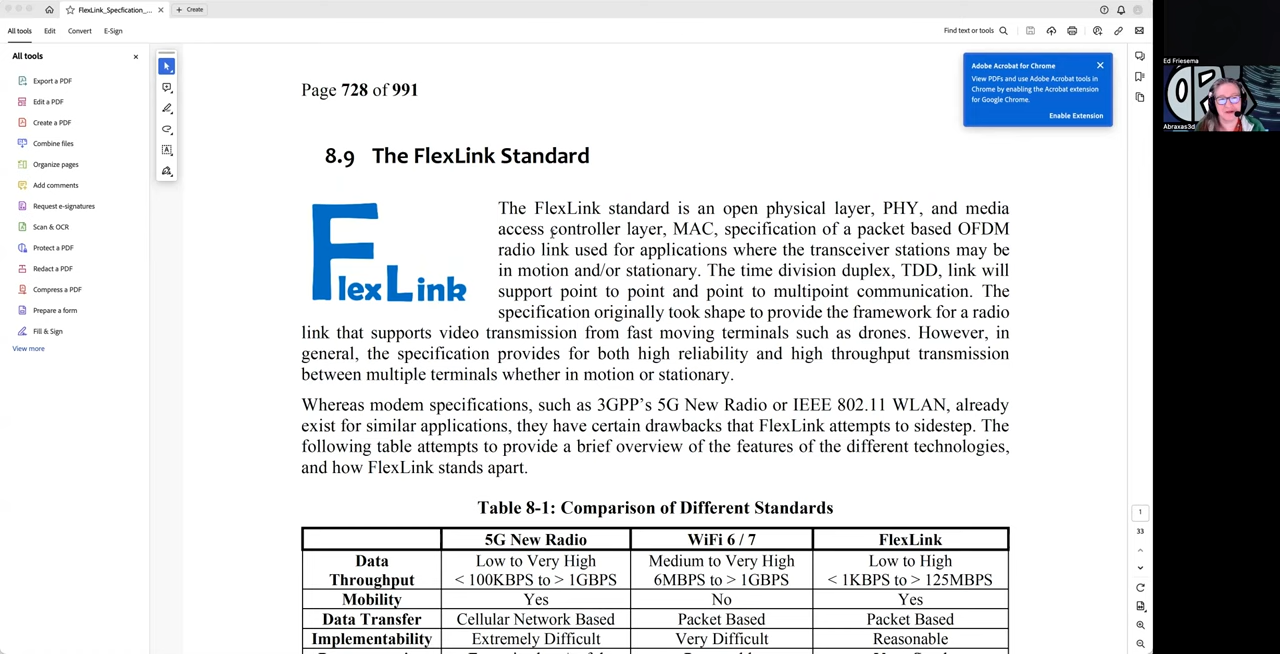 FlexLink_Specfication_...
Create
All tools
Edit
Convert
E-Sign
Find text or tools
All tools
Export a PDF
Edit a PDF
Create a PDF
Combine files
Organize pages
Add comments
Request e-signatures
Scan & OCR
Protect a PDF
Redact a PDF
Compress a PDF
Prepare a form
Fill & Sign
View more
Page 728 of 991
8.9 The FlexLink Standard
FlexLink
The FlexLink standard is an open physical layer, PHY, and media
access controller layer, MAC, specification of a packet based OFDM
radio link used for applications where the transceiver stations may be
in motion and/or stationary. The time division duplex, TDD, link will
support point to point and point to multipoint communication. The
specification originally took shape to provide the framework for a radio
link that supports video transmission from fast moving terminals such as drones. However, in
general, the specification provides for both high reliability and high throughput transmission
between multiple terminals whether in motion or stationary.
Whereas modem specifications, such as 3GPP's 5G New Radio or IEEE 802.11 WLAN, already
exist for similar applications, they have certain drawbacks that FlexLink attempts to sidestep. The
following table attempts to provide a brief overview of the features of the different technologies,
and how FlexLink stands apart.
Table 8-1: Comparison of Different Standards
5G New Radio WiFi 6 / 7 FlexLink
Data Throughput Low to Very High < 100KBPS to > 1GBPS Medium to Very High 6MBPS to > 1GBPS Low to High < 1KBPS to > 125MBPS
Mobility Yes No Yes
Data Transfer Cellular Network Based Packet Based Packet Based
Implementability Extremely Difficult Very Difficult Reasonable
Adobe Acrobat for Chrome
View PDFs and use Adobe Acrobat tools in
Chrome by enabling the Acrobat extension
for Google Chrome.
Enable Extension
1
33
Ed Friesema
Abraxas3d